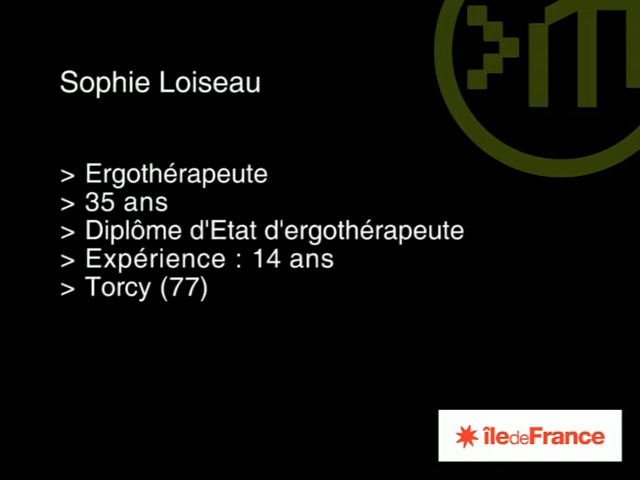 Sophie Loiseau
> Ergothérapeute
> 35 ans
> Diplôme d'Etat d'ergothérapeute
> Expérience : 14 ans
> Torcy (77)
îledeFrance